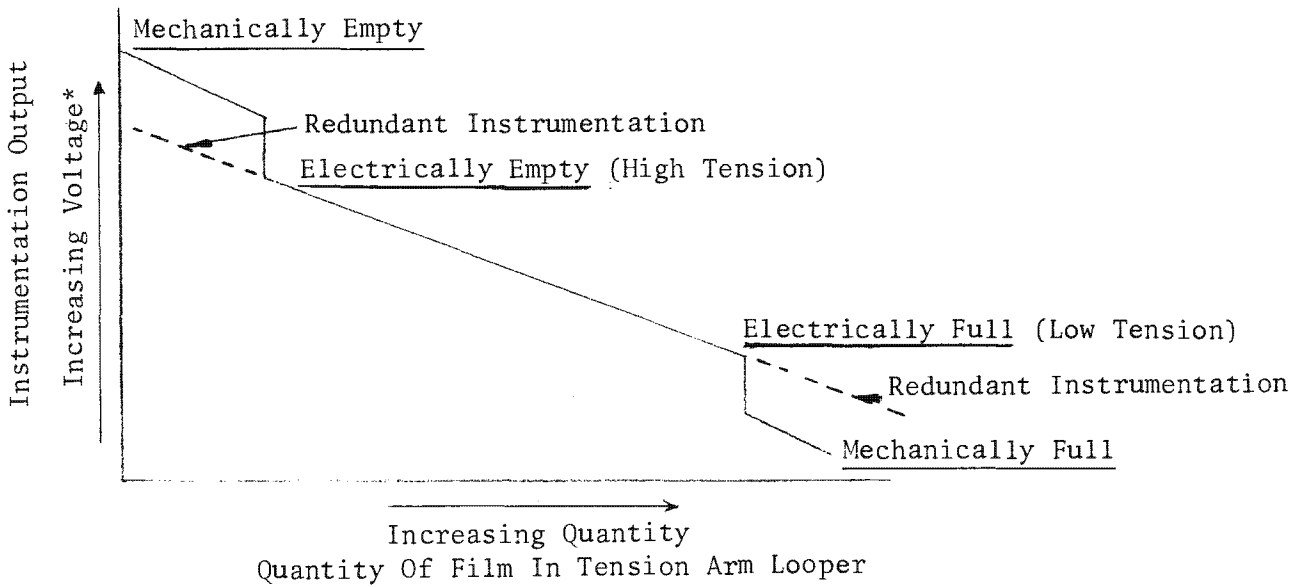 Mechanically Empty
Instrumentation Output
Increasing Voltage*
Redundant Instrumentation
Electrically Empty (High Tension)
Electrically Full (Low Tension)
Redundant Instrumentation
Mechanically Full
Increasing Quantity
Quantity Of Film In Tension Arm Looper